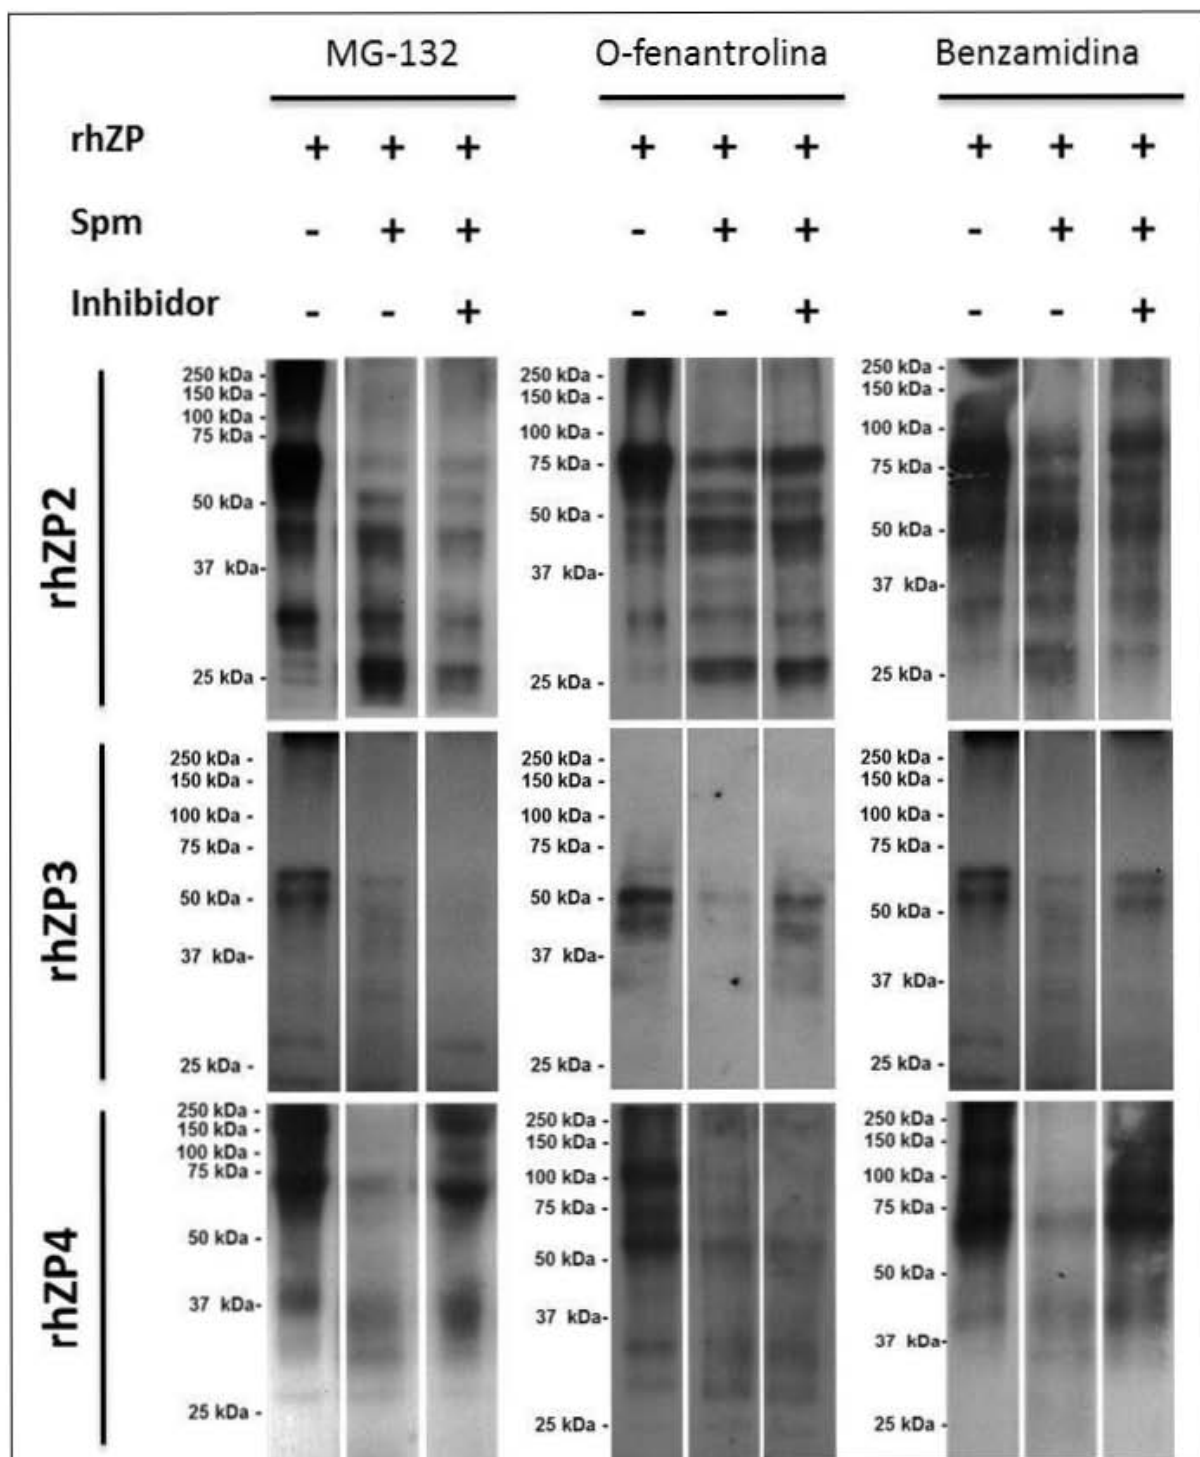 MG-132 O-fenantrolina Benzamidina
rhZP + + + + + + + + +
Spm - + + - + + - + +
Inhibidor - - + - - + - - +
rhZP2
250 kDa -
150 kDa -
100 kDa -
75 kDa -
50 kDa -
37 kDa-
25 kDa -
250 kDa -
150 kDa -
100 kDa -
75 kDa -
50 kDa -
37 kDa-
25 kDa -
250 kDa -
150 kDa -
100 kDa -
75 kDa -
50 kDa -
37 kDa-
25 kDa -
rhZP3
250 kDa -
150 kDa -
100 kDa -
75 kDa -
50 kDa -
37 kDa-
25 kDa -
250 kDa -
150 kDa -
100 kDa -
75 kDa -
50 kDa -
37 kDa-
25 kDa -
250 kDa -
150 kDa -
100 kDa -
75 kDa -
50 kDa -
37 kDa-
25 kDa -
rhZP4
250 kDa -
150 kDa -
100 kDa -
75 kDa -
50 kDa -
37 kDa-
25 kDa -
250 kDa -
150 kDa -
100 kDa -
75 kDa -
50 kDa -
37 kDa-
25 kDa -
250 kDa -
150 kDa -
100 kDa -
75 kDa -
50 kDa -
37 kDa-
25 kDa -